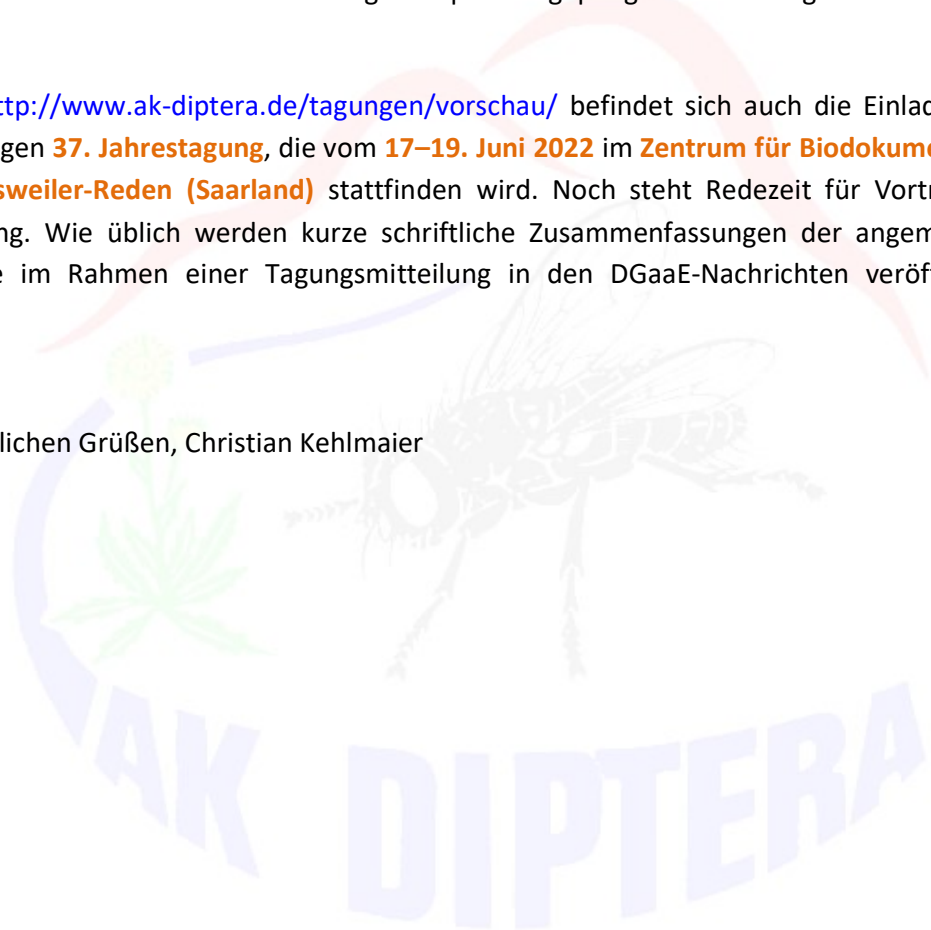 ttp://www.ak-diptera.de/tagungen/vorschau/ befindet sich auch die Einlad
gen 37. Jahrestagung, die vom 17–19. Juni 2022 im Zentrum für Biodokume
sweiler-Reden (Saarland) stattfinden wird. Noch steht Redezeit für Vortr
ng. Wie üblich werden kurze schriftliche Zusammenfassungen der angem
e im Rahmen einer Tagungsmitteilung in den DGaaE-Nachrichten veröff
lichen Grüßen, Christian Kehlmaier
AK DIPTERA